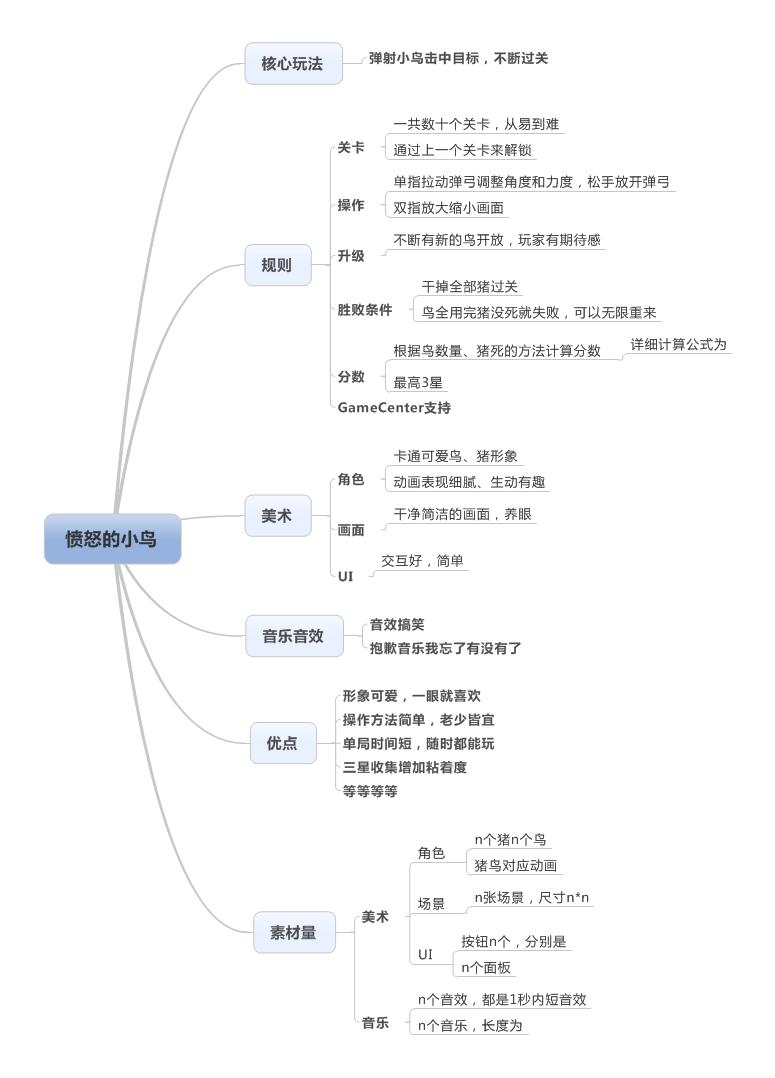 核心玩法
弹射小鸟击中目标，不断过关
一共数十个关卡，从易到难
关卡
通过上一个关卡来解锁
单指拉动弹弓调整角度和力度，松手放开弹弓
操作
双指放大缩小画面
不断有新的鸟开放，玩家有期待感
升级
规则
干掉全部猪过关
胜败条件
鸟全用完猪没死就失败，可以无限重来
详细计算公式为
根据鸟数量、猪死的方法计算分数
分数
最高3星
GameCenter支持
卡通可爱鸟、猪形象
角色
动画表现细腻、生动有趣
美术
干净简洁的画面，养眼
画面
愤怒的小鸟
交互好，简单
UI
音效搞笑
音乐音效
抱歉音乐我忘了有没有了
形象可爱，一眼就喜欢
操作方法简单，老少皆宜
优点
单局时间短，随时都能玩
三星收集增加粘着度
等等等等
n个猪n个鸟
角色
猪鸟对应动画
n张场景，尺寸n*n
场景
美术
素材量
按钮n个，分别是
UI
n个面板
n个音效，都是1秒内短音效
音乐
n个音乐，长度为